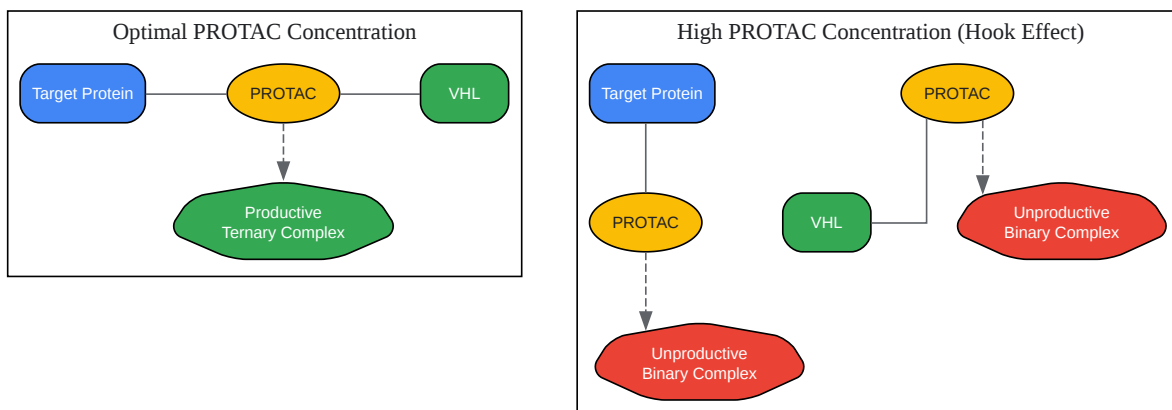 Optimal PROTAC Concentration
Target Protein
PROTAC
VHL
Productive
Ternary Complex
High PROTAC Concentration (Hook Effect)
Target Protein
PROTAC
PROTAC
VHL
Unproductive
Binary Complex
Unproductive
Binary Complex